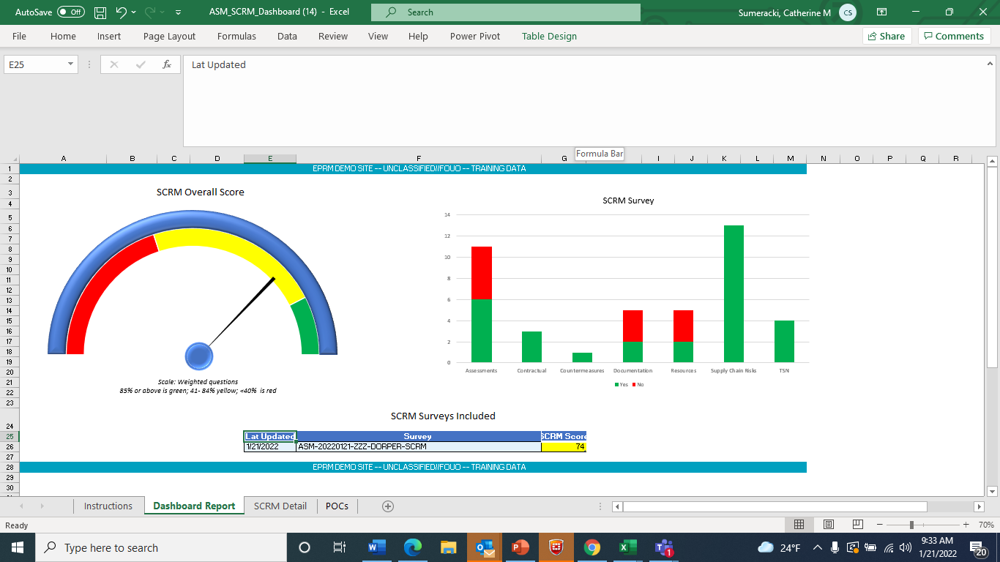 AutoSave Off ASM_SCRM_Dashboard (14) - Excel Search Sumeracki, Catherine M CS
File Home Insert Page Layout Formulas Data Review View Help Power Pivot Table Design Share Comments
E25 fx Lat Updated
Formula Bar
A B C D E F G I J K L M N O P Q R
1 EPRM DEMO SITE -- UNCLASSIFIED//FOUO -- TRAINING DATA
2
3 SCRM Overall Score
4 SCRM Survey
5 14
6
7 12
8
9 10
10
11 8
12
13 6
14
15 4
16
17 2
18
19 0
20 Assessments Contractual Countermeasures Documentation Resources Supply Chain Risks TSN
21 Scale: Weighted questions Yes No
22 85% or above is green; 41- 84% yellow; <40% is red
23
24 SCRM Surveys Included
25 Lat Updated Survey SCRM Score
26 1/21/2022 ASM-20220121-ZZZ-DORPER-SCRM 74
27
28 EPRM DEMO SITE -- UNCLASSIFIED//FOUO -- TRAINING DATA
29
30
Instructions Dashboard Report SCRM Detail POCs
Ready 70%
Type here to search 24°F 9:33 AM
1/21/2022
1 20